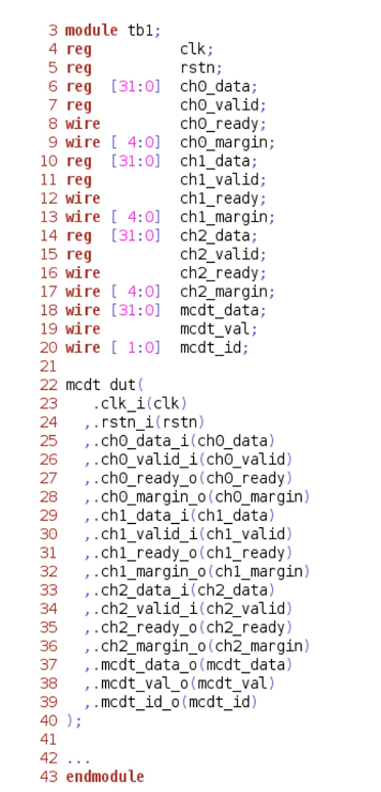 3 module tb1;
4 reg           clk;
5 reg           rstn;
6 reg  [31:0]  ch0_data;
7 reg           ch0_valid;
8 wire          ch0_ready;
9 wire [ 4:0]  ch0_margin;
10 reg  [31:0]  ch1_data;
11 reg           ch1_valid;
12 wire          ch1_ready;
13 wire [ 4:0]  ch1_margin;
14 reg  [31:0]  ch2_data;
15 reg           ch2_valid;
16 wire          ch2_ready;
17 wire [ 4:0]  ch2_margin;
18 wire [31:0]  mcdt_data;
19 wire          mcdt_val;
20 wire [ 1:0]  mcdt_id;
21
22 mcdt dut(
23    .clk_i(clk)
24   ,.rstn_i(rstn)
25   ,.ch0_data_i(ch0_data)
26   ,.ch0_valid_i(ch0_valid)
27   ,.ch0_ready_o(ch0_ready)
28   ,.ch0_margin_o(ch0_margin)
29   ,.ch1_data_i(ch1_data)
30   ,.ch1_valid_i(ch1_valid)
31   ,.ch1_ready_o(ch1_ready)
32   ,.ch1_margin_o(ch1_margin)
33   ,.ch2_data_i(ch2_data)
34   ,.ch2_valid_i(ch2_valid)
35   ,.ch2_ready_o(ch2_ready)
36   ,.ch2_margin_o(ch2_margin)
37   ,.mcdt_data_o(mcdt_data)
38   ,.mcdt_val_o(mcdt_val)
39   ,.mcdt_id_o(mcdt_id)
40 );
41
42 ...
43 endmodule